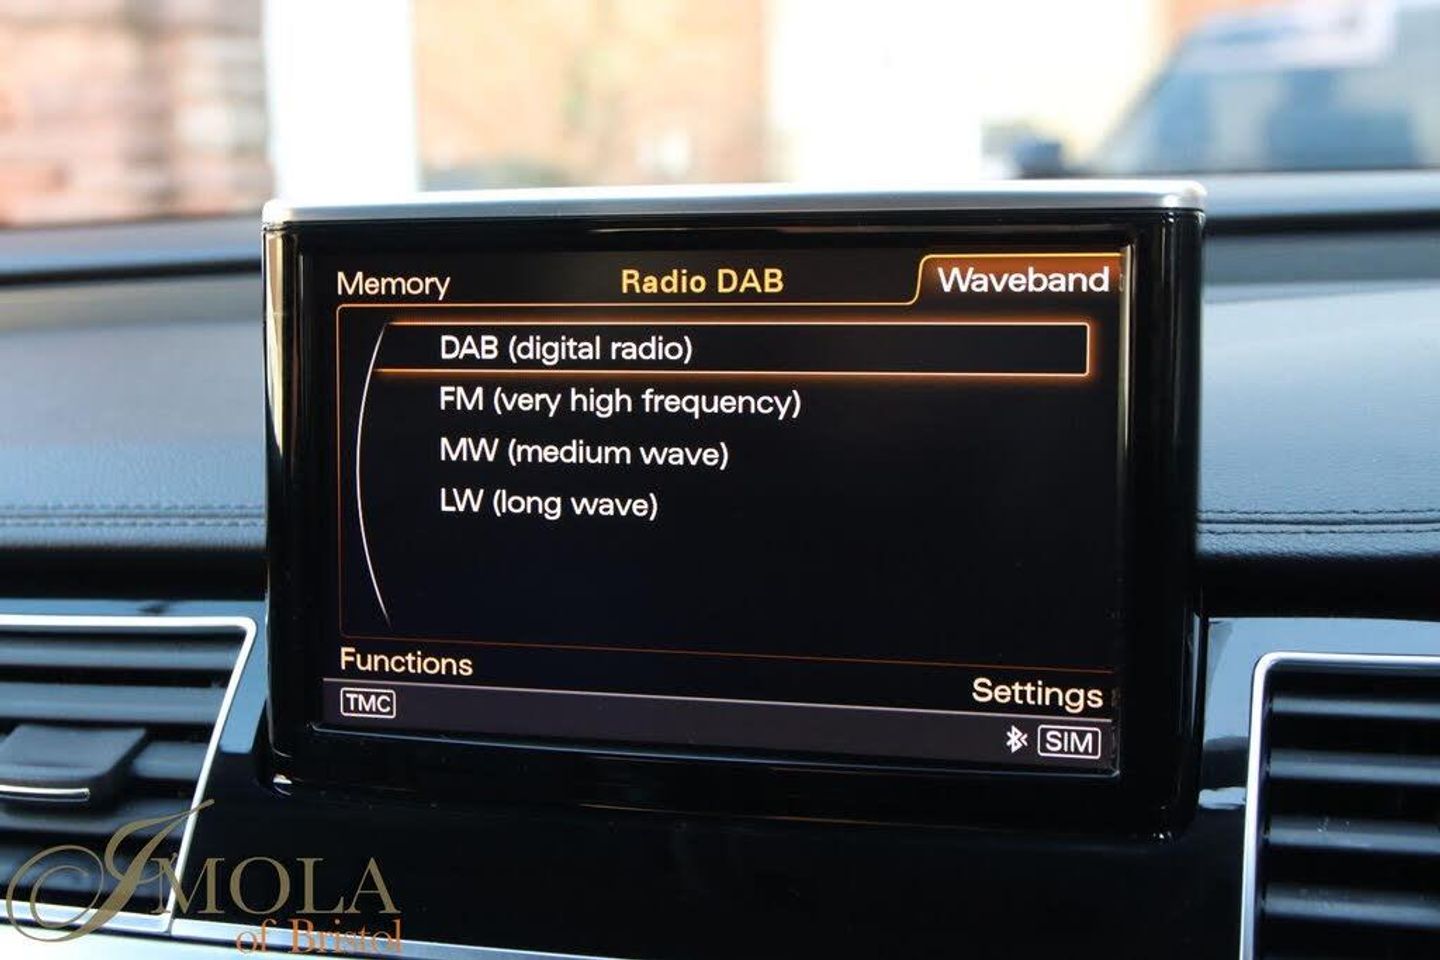 Memory Radio DAB Waveband
DAB (digital radio)
FM (very high frequency)
MW (medium wave)
LW (long wave)
Functions
Settings
TMC
SIM
IMOLA
of Bristol